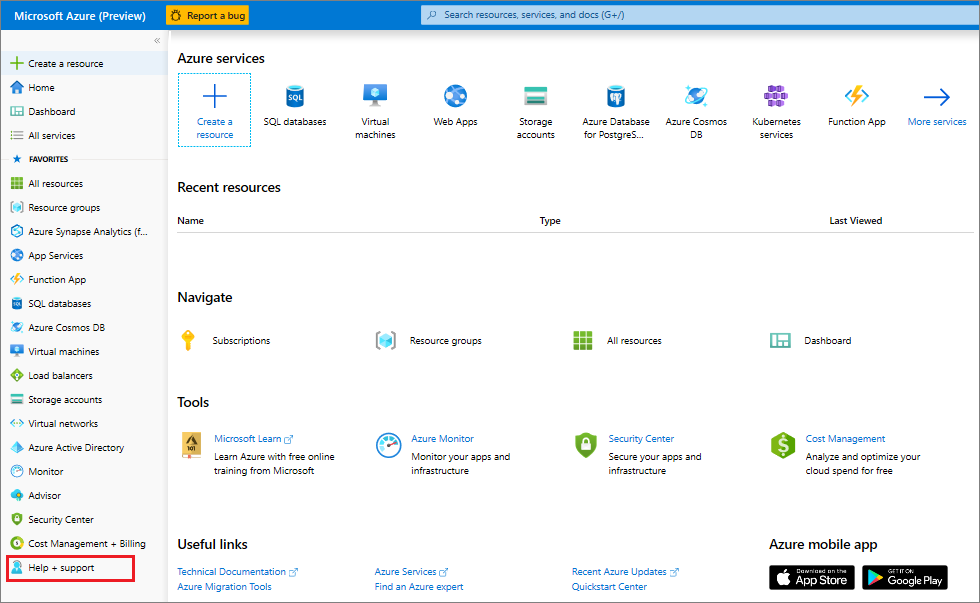 Microsoft Azure (Preview)
Report a bug
Search resources, services, and docs (G+/)
«
Create a resource
Home
Dashboard
All services
FAVORITES
All resources
Resource groups
Azure Synapse Analytics (f...
App Services
Function App
SQL databases
Azure Cosmos DB
Virtual machines
Load balancers
Storage accounts
Virtual networks
Azure Active Directory
Monitor
Advisor
Security Center
Cost Management + Billing
Help + support
Azure services
Create a
resource
SQL
SQL databases
Virtual
machines
Web Apps
Storage
accounts
Azure Database
for PostgreS...
Azure Cosmos
DB
Kubernetes
services
Function App
More services
Recent resources
Name Type Last Viewed
Navigate
Subscriptions
Resource groups
All resources
Dashboard
Tools
101
Microsoft Learn
Learn Azure with free online
training from Microsoft
Azure Monitor
Monitor your apps and
infrastructure
Security Center
Secure your apps and
infrastructure
$
Cost Management
Analyze and optimize your
cloud spend for free
Useful links
Technical Documentation
Azure Migration Tools
Azure Services
Find an Azure expert
Recent Azure Updates
Quickstart Center
Azure mobile app
Download on the
App Store
GET IT ON
Google Play